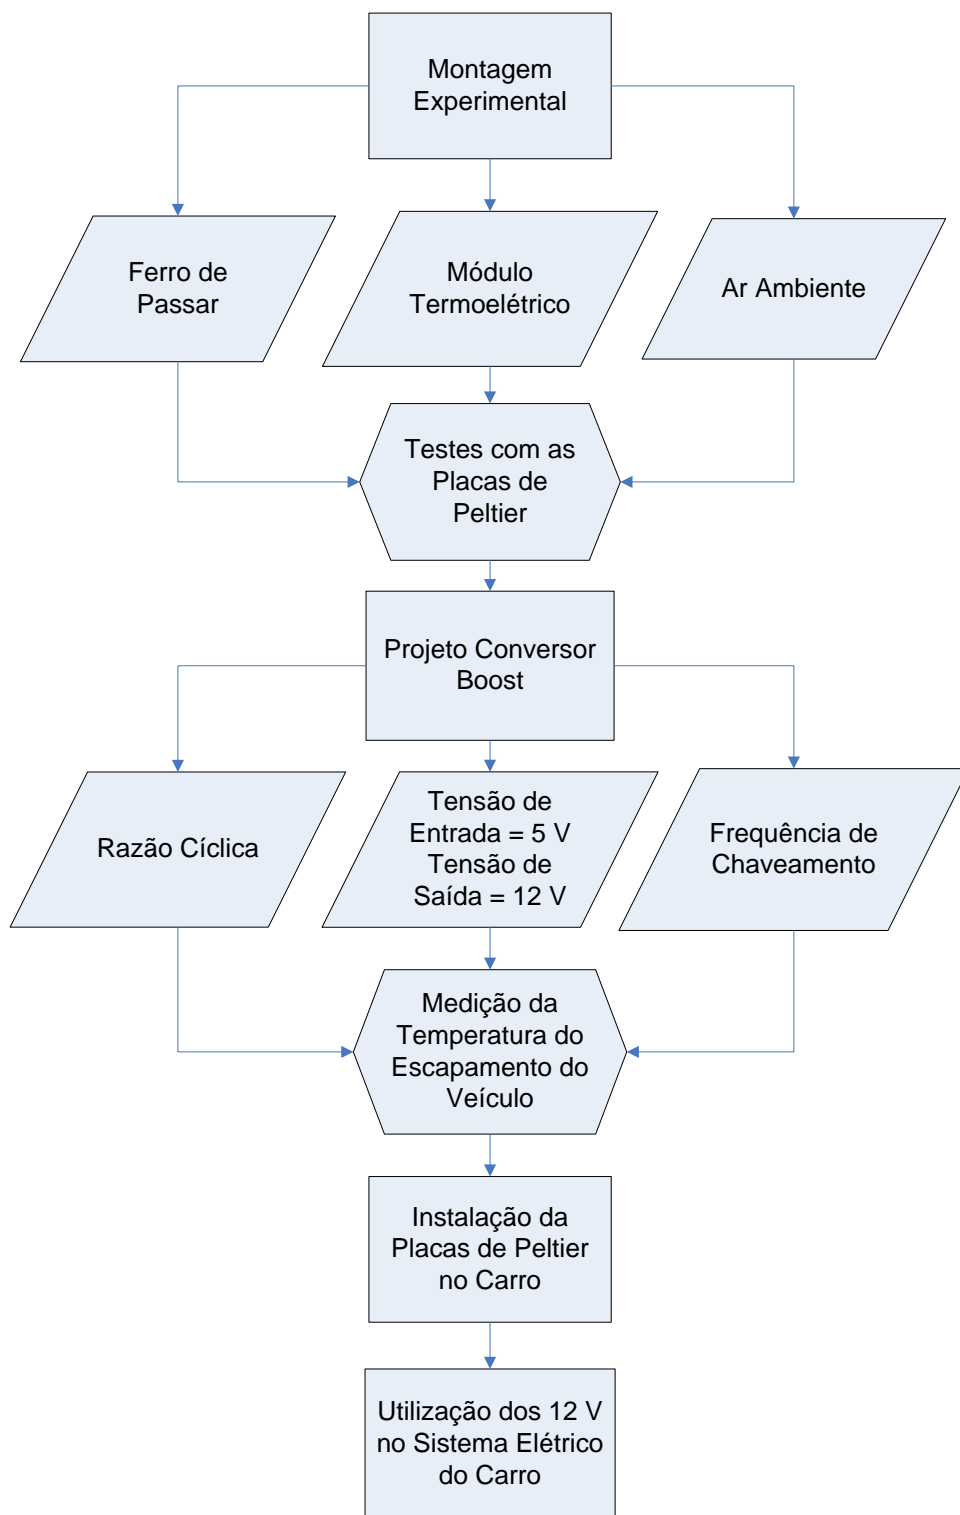 Montagem
Experimental
Ferro de
Passar
Módulo
Termoelétrico
Ar Ambiente
Testes com as
Placas de
Peltier
Projeto Conversor
Boost
Razão Cíclica
Tensão de
Entrada = 5 V
Tensão de
Saída = 12 V
Frequência de
Chaveamento
Medição da
Temperatura do
Escapamento do
Veículo
Instalação da
Placas de Peltier
no Carro
Utilização dos 12 V
no Sistema Elétrico
do Carro